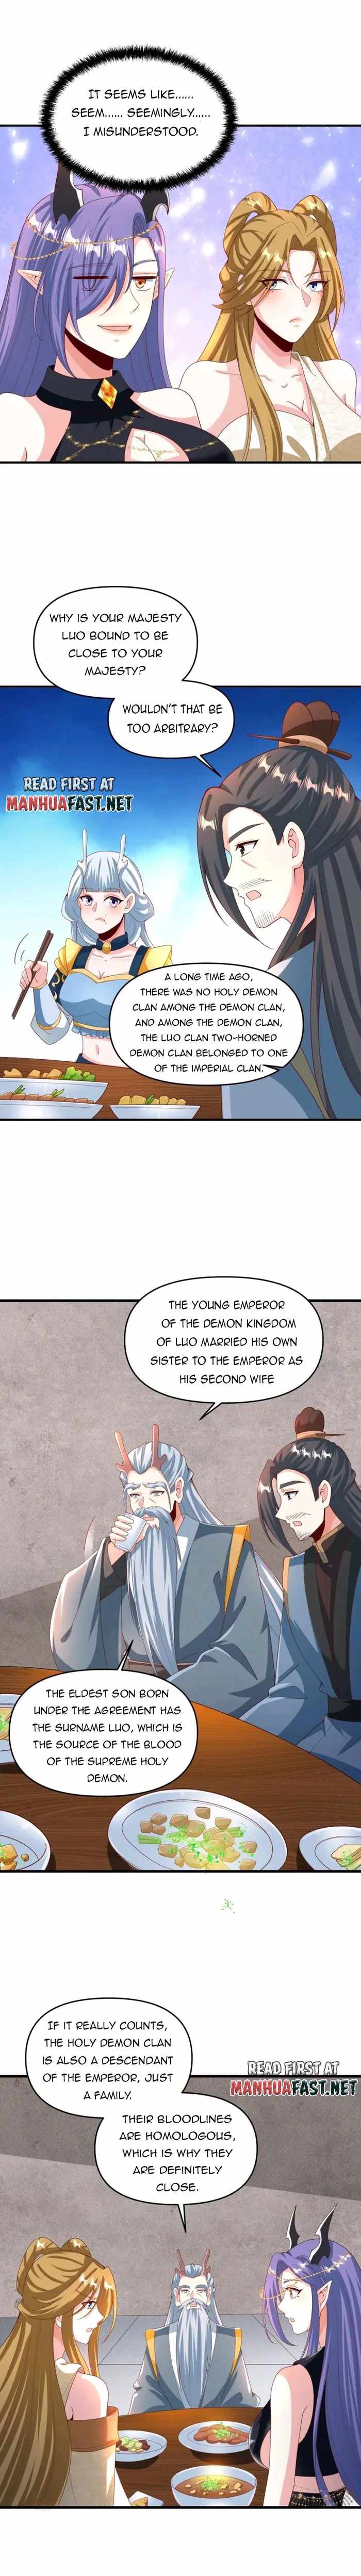 IT SEEMS LIKE......
SEEM...... SEEMINGLY......
I MISUNDERSTOOD.
WHY IS YOUR MAJESTY
LUO BOUND TO BE
CLOSE TO YOUR
MAJESTY?
WOULDN'T THAT BE
TOO ARBITRARY?
READ FIRST AT
MANHUAFAST.NET
A LONG TIME AGO,
THERE WAS NO HOLY DEMON
CLAN AMONG THE DEMON CLAN,
AND AMONG THE DEMON CLAN,
THE LUO CLAN TWO-HORNED
DEMON CLAN BELONGED TO ONE
OF THE IMPERIAL CLAN.
THE YOUNG EMPEROR
OF THE DEMON KINGDOM
OF LUO MARRIED HIS OWN
SISTER TO THE EMPEROR AS
HIS SECOND WIFE
THE ELDEST SON BORN
UNDER THE AGREEMENT HAS
THE SURNAME LUO, WHICH IS
THE SOURCE OF THE BLOOD
OF THE SUPREME HOLY
DEMON.
IF IT REALLY COUNTS,
THE HOLY DEMON CLAN
IS ALSO A DESCENDANT
OF THE EMPEROR, JUST
A FAMILY.
READ FIRST AT
MANHUAFAST.NET
THEIR BLOODLINES
ARE HOMOLOGOUS,
WHICH IS WHY THEY
ARE DEFINITELY
CLOSE.